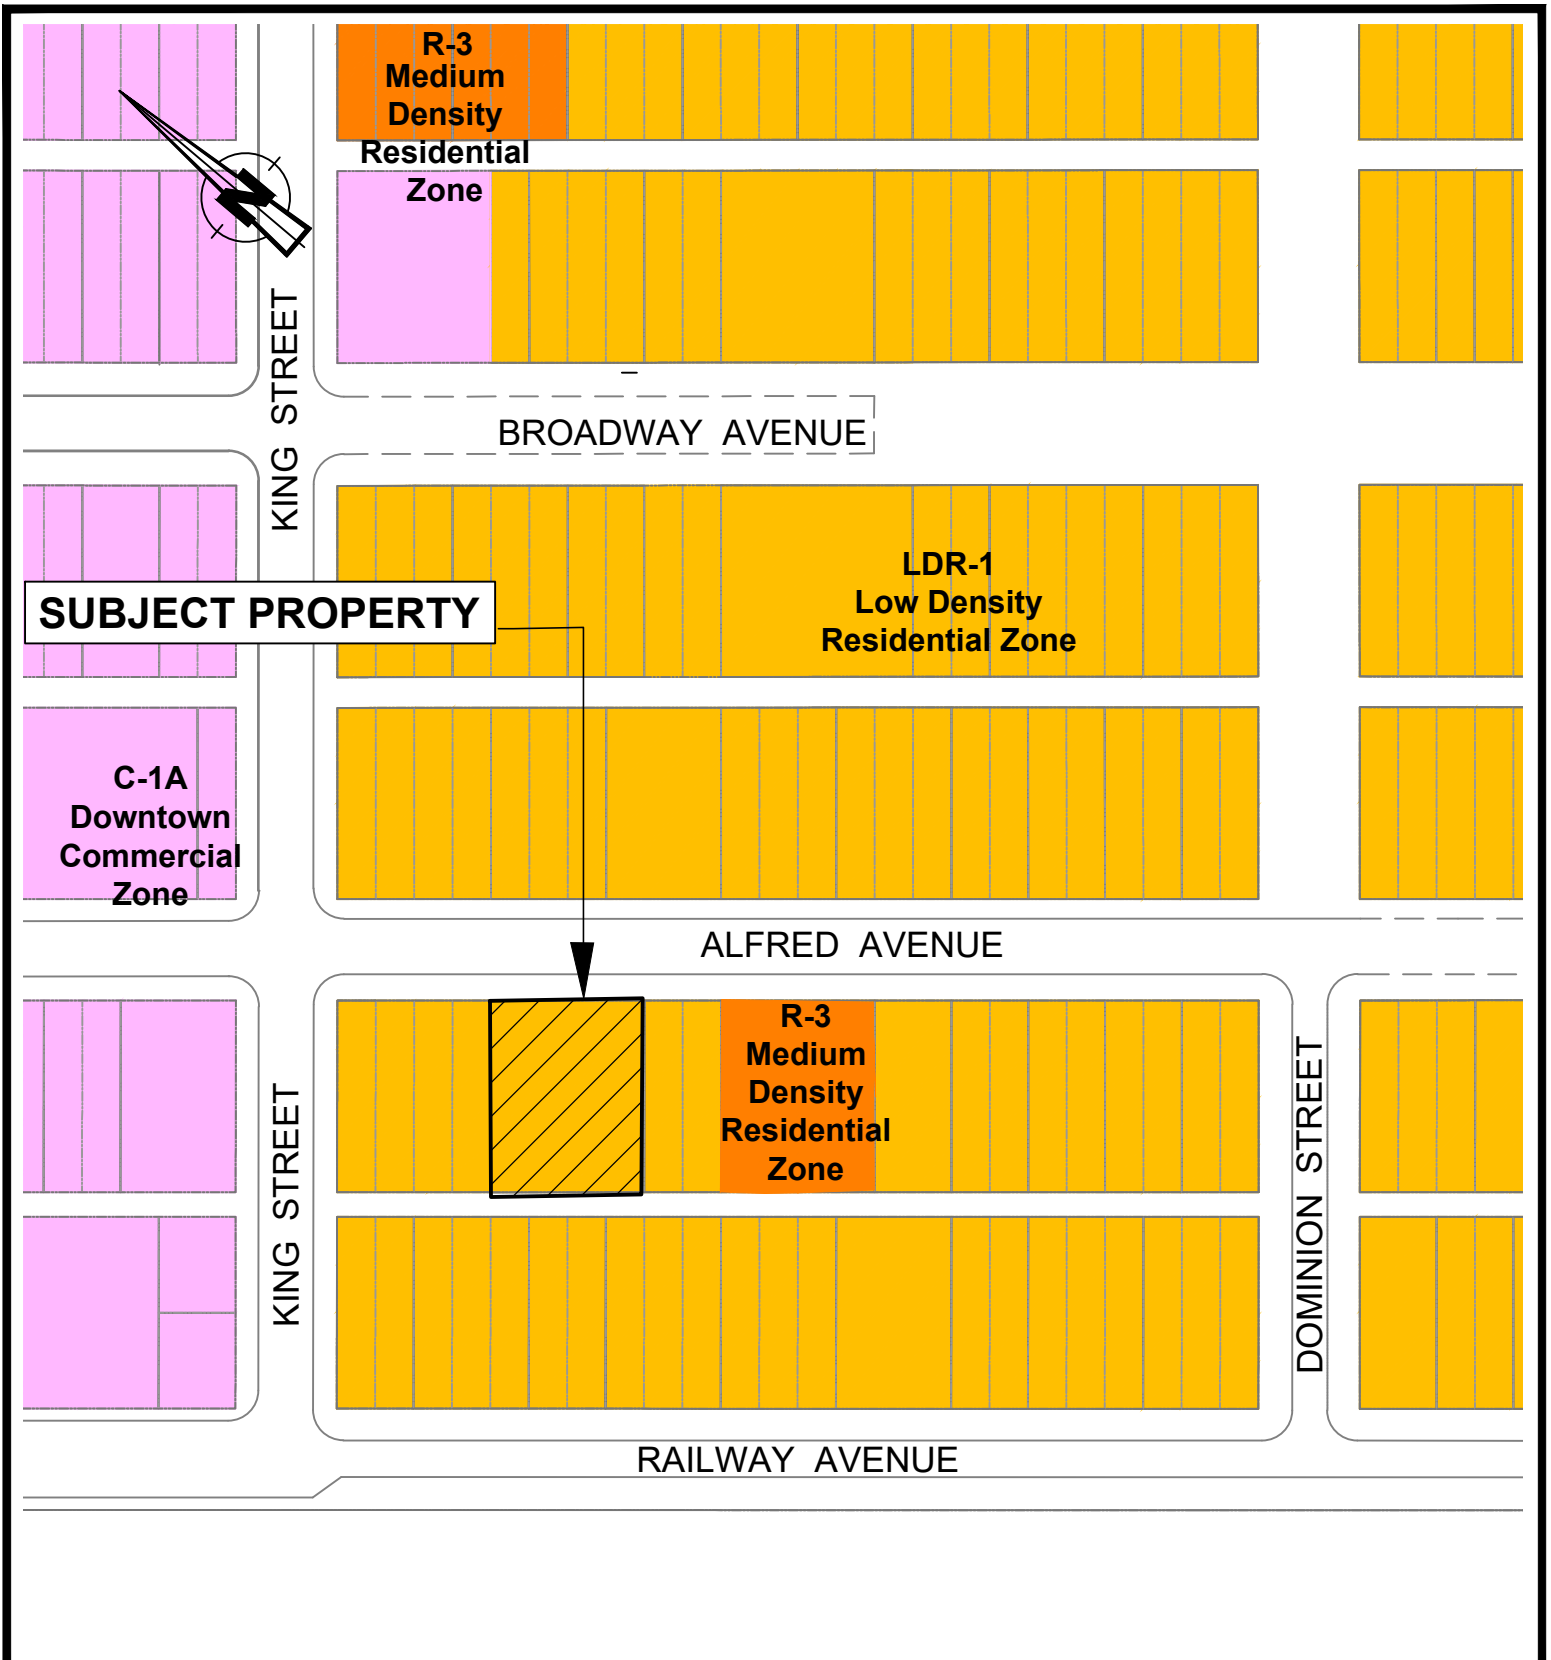 R-3
Medium
Density
Residential
Zone
N
KING STREET
BROADWAY AVENUE
LDR-1
Low Density
Residential Zone
SUBJECT PROPERTY
C-1A
Downtown
Commercial
Zone
ALFRED AVENUE
R-3
Medium
Density
Residential
Zone
KING STREET
DOMINION STREET
RAILWAY AVENUE